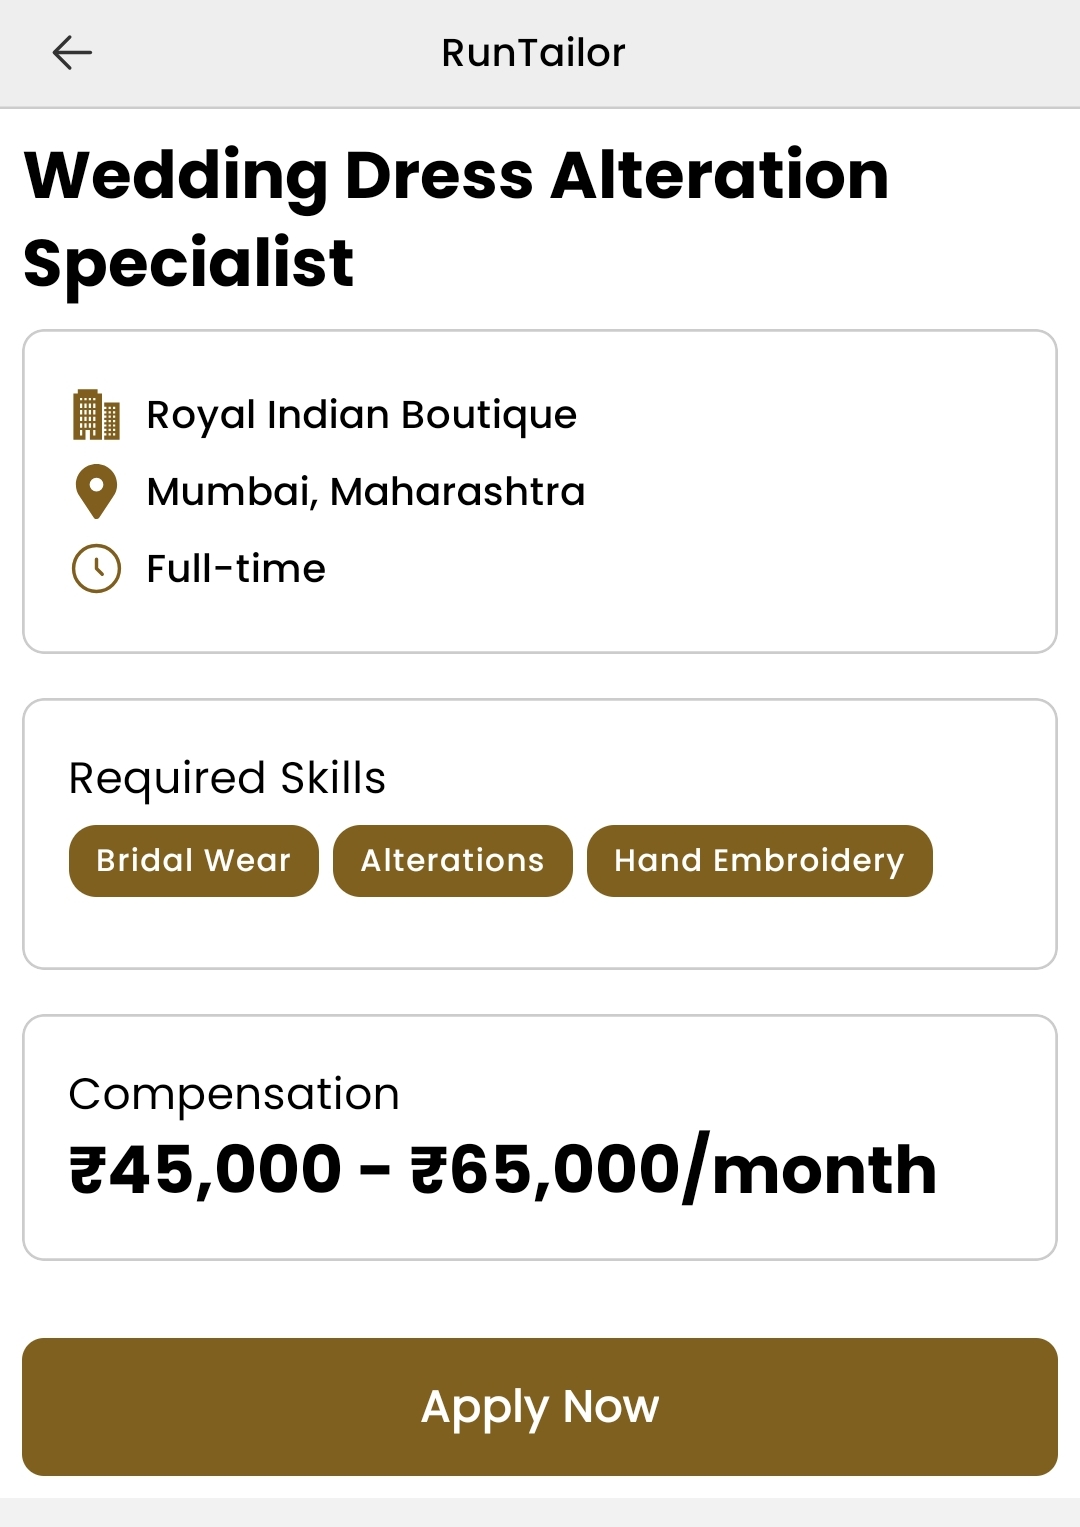 RunTailor
Wedding Dress Alteration
Specialist
Royal Indian Boutique
Mumbai, Maharashtra
Full-time
Required Skills
Bridal Wear Alterations Hand Embroidery
Compensation
₹45,000 - ₹65,000/month
Apply Now